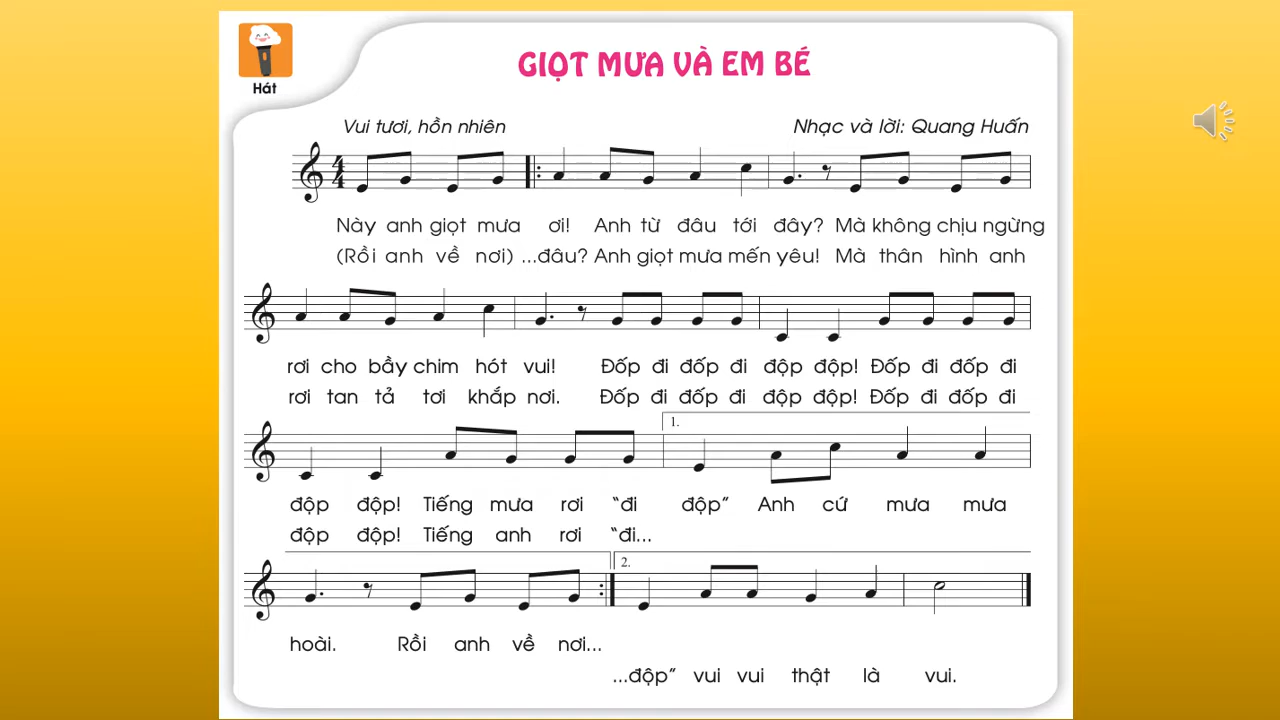 Hát
GIỌT MƯA VÀ EM BÉ
Vui tươi, hồn nhiên
Nhạc và lời: Quang Huấn
4
4
Này anh giọt mưa ơi! Anh từ đâu tới đây? Mà không chịu ngừng
(Rồi anh về nơi) ...đâu? Anh giọt mưa mến yêu! Mà thân hình anh
rơi cho bầy chim hót vui! Đốp đi đốp đi độp độp! Đốp đi đốp đi
rơi tan tả tơi khắp nơi. Đốp đi đốp đi độp độp! Đốp đi đốp đi
1.
độp độp! Tiếng mưa rơi “đi độp” Anh cứ mưa mưa
độp độp! Tiếng anh rơi “đi...
2.
hoài. Rồi anh về nơi...
...độp” vui vui thật là vui.